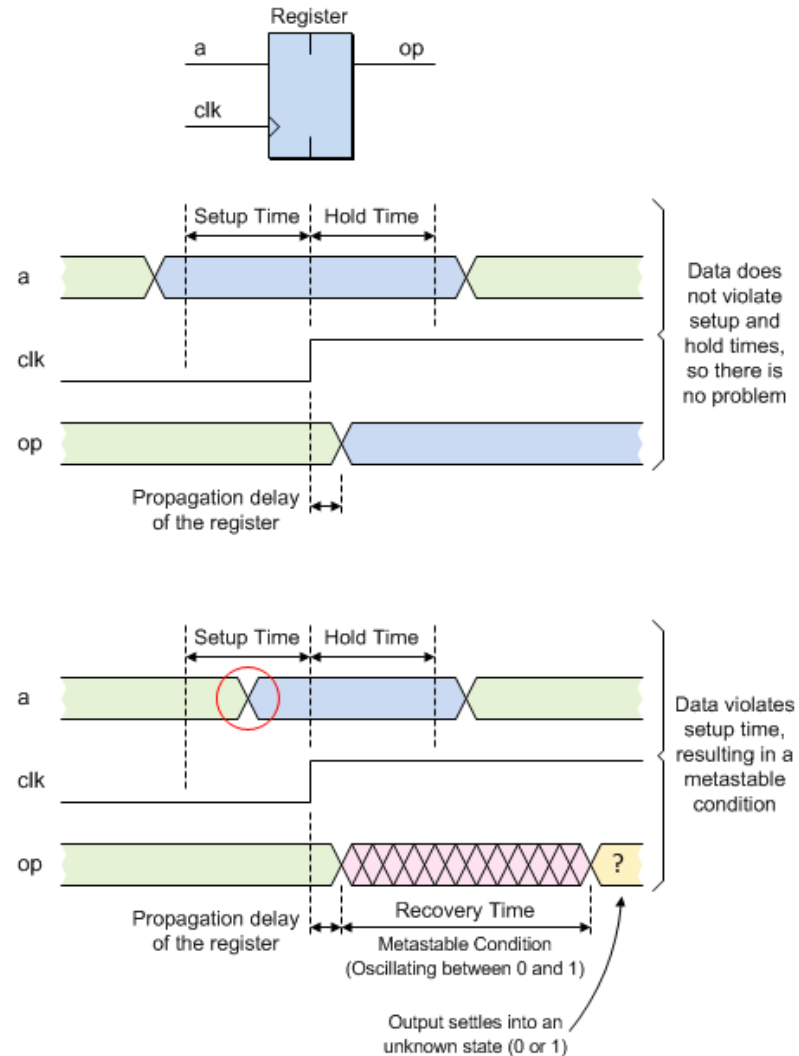 Register
a
op
clk
Setup Time
Hold Time
a
clk
op
Data does
not violate
setup and
hold times,
so there is
no problem
Propagation delay
of the register
Setup Time
Hold Time
a
clk
op
?
Data violates
setup time,
resulting in a
metastable
condition
Propagation delay
of the register
Recovery Time
Metastable Condition
(Oscillating between 0 and 1)
Output settles into an
unknown state (0 or 1)